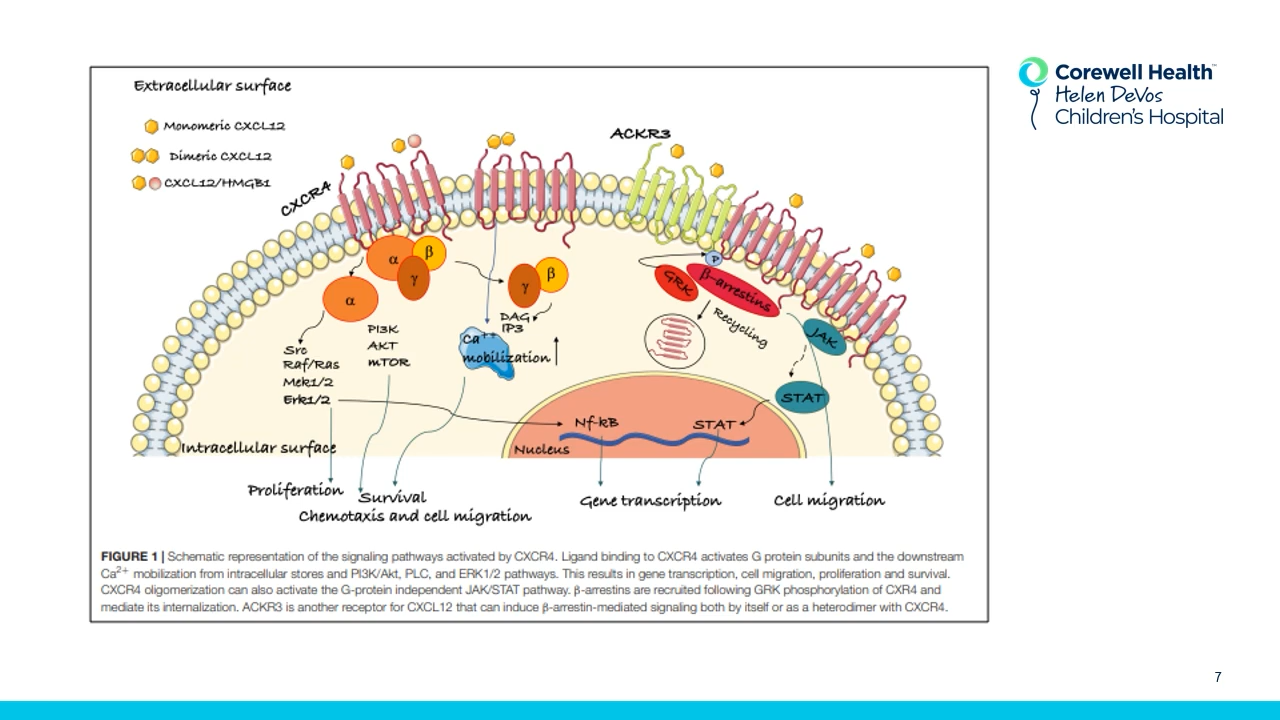 Extracellular surface
Monomeric CXCL12
Dimeric CXCL12
CXCL12/HMGB1
CXCR4
ACKR3
α
β
γ
α
γ
β
DAG
IP3
Ca++
mobilization
Src
Raf/Ras
Mek1/2
Erk1/2
PI3K
AKT
mTOR
P
GRK
β-arrestins
Recycling
JAK
STAT
Nf-kB
STAT
Nucleus
Intracellular surface
Proliferation
Survival
Chemotaxis and cell migration
Gene transcription
Cell migration
FIGURE 1 | Schematic representation of the signaling pathways activated by CXCR4. Ligand binding to CXCR4 activates G protein subunits and the downstream
Ca2+ mobilization from intracellular stores and PI3K/Akt, PLC, and ERK1/2 pathways. This results in gene transcription, cell migration, proliferation and survival.
CXCR4 oligomerization can also activate the G-protein independent JAK/STAT pathway. β-arrestins are recruited following GRK phosphorylation of CXR4 and
mediate its internalization. ACKR3 is another receptor for CXCL12 that can induce β-arrestin-mediated signaling both by itself or as a heterodimer with CXCR4.
Corewell Health™
Helen DeVos
Children's Hospital
7